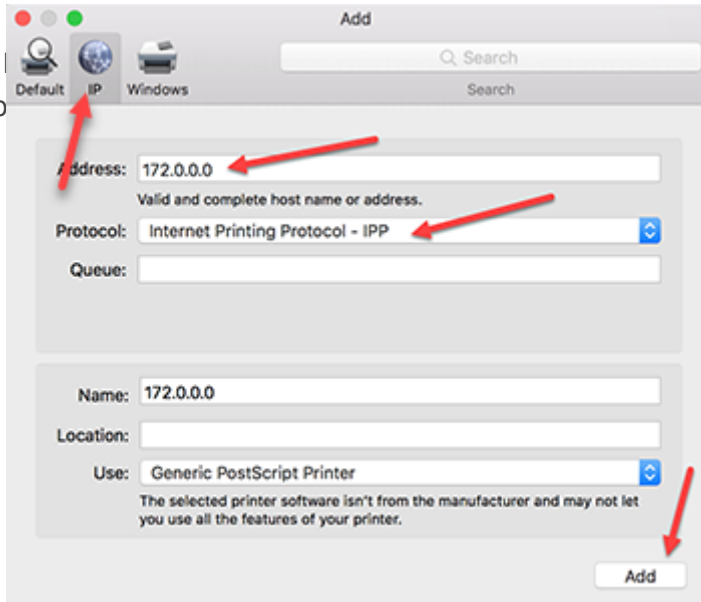 Add
Search
Default IP Windows Search
Address: 172.0.0.0
Valid and complete host name or address.
Protocol: Internet Printing Protocol - IPP
Queue:
Name: 172.0.0.0
Location:
Use: Generic PostScript Printer
The selected printer software isn't from the manufacturer and may not let
you use all the features of your printer.
Add